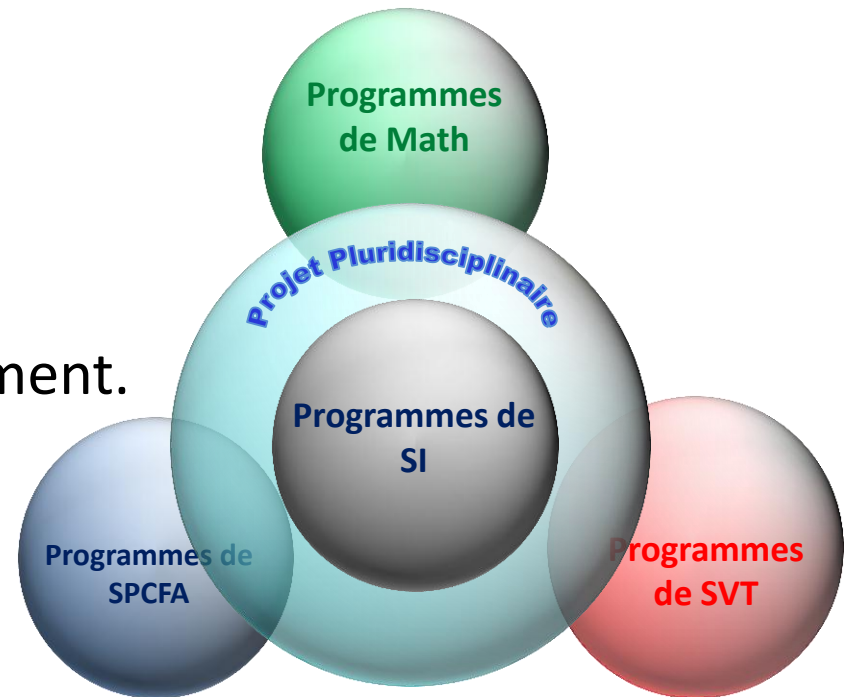 Programmes
de Math
Projet Pluridisciplinaire
ment.
Programmes de
SI
Programmes de
SPCFA
Programmes
de SVT